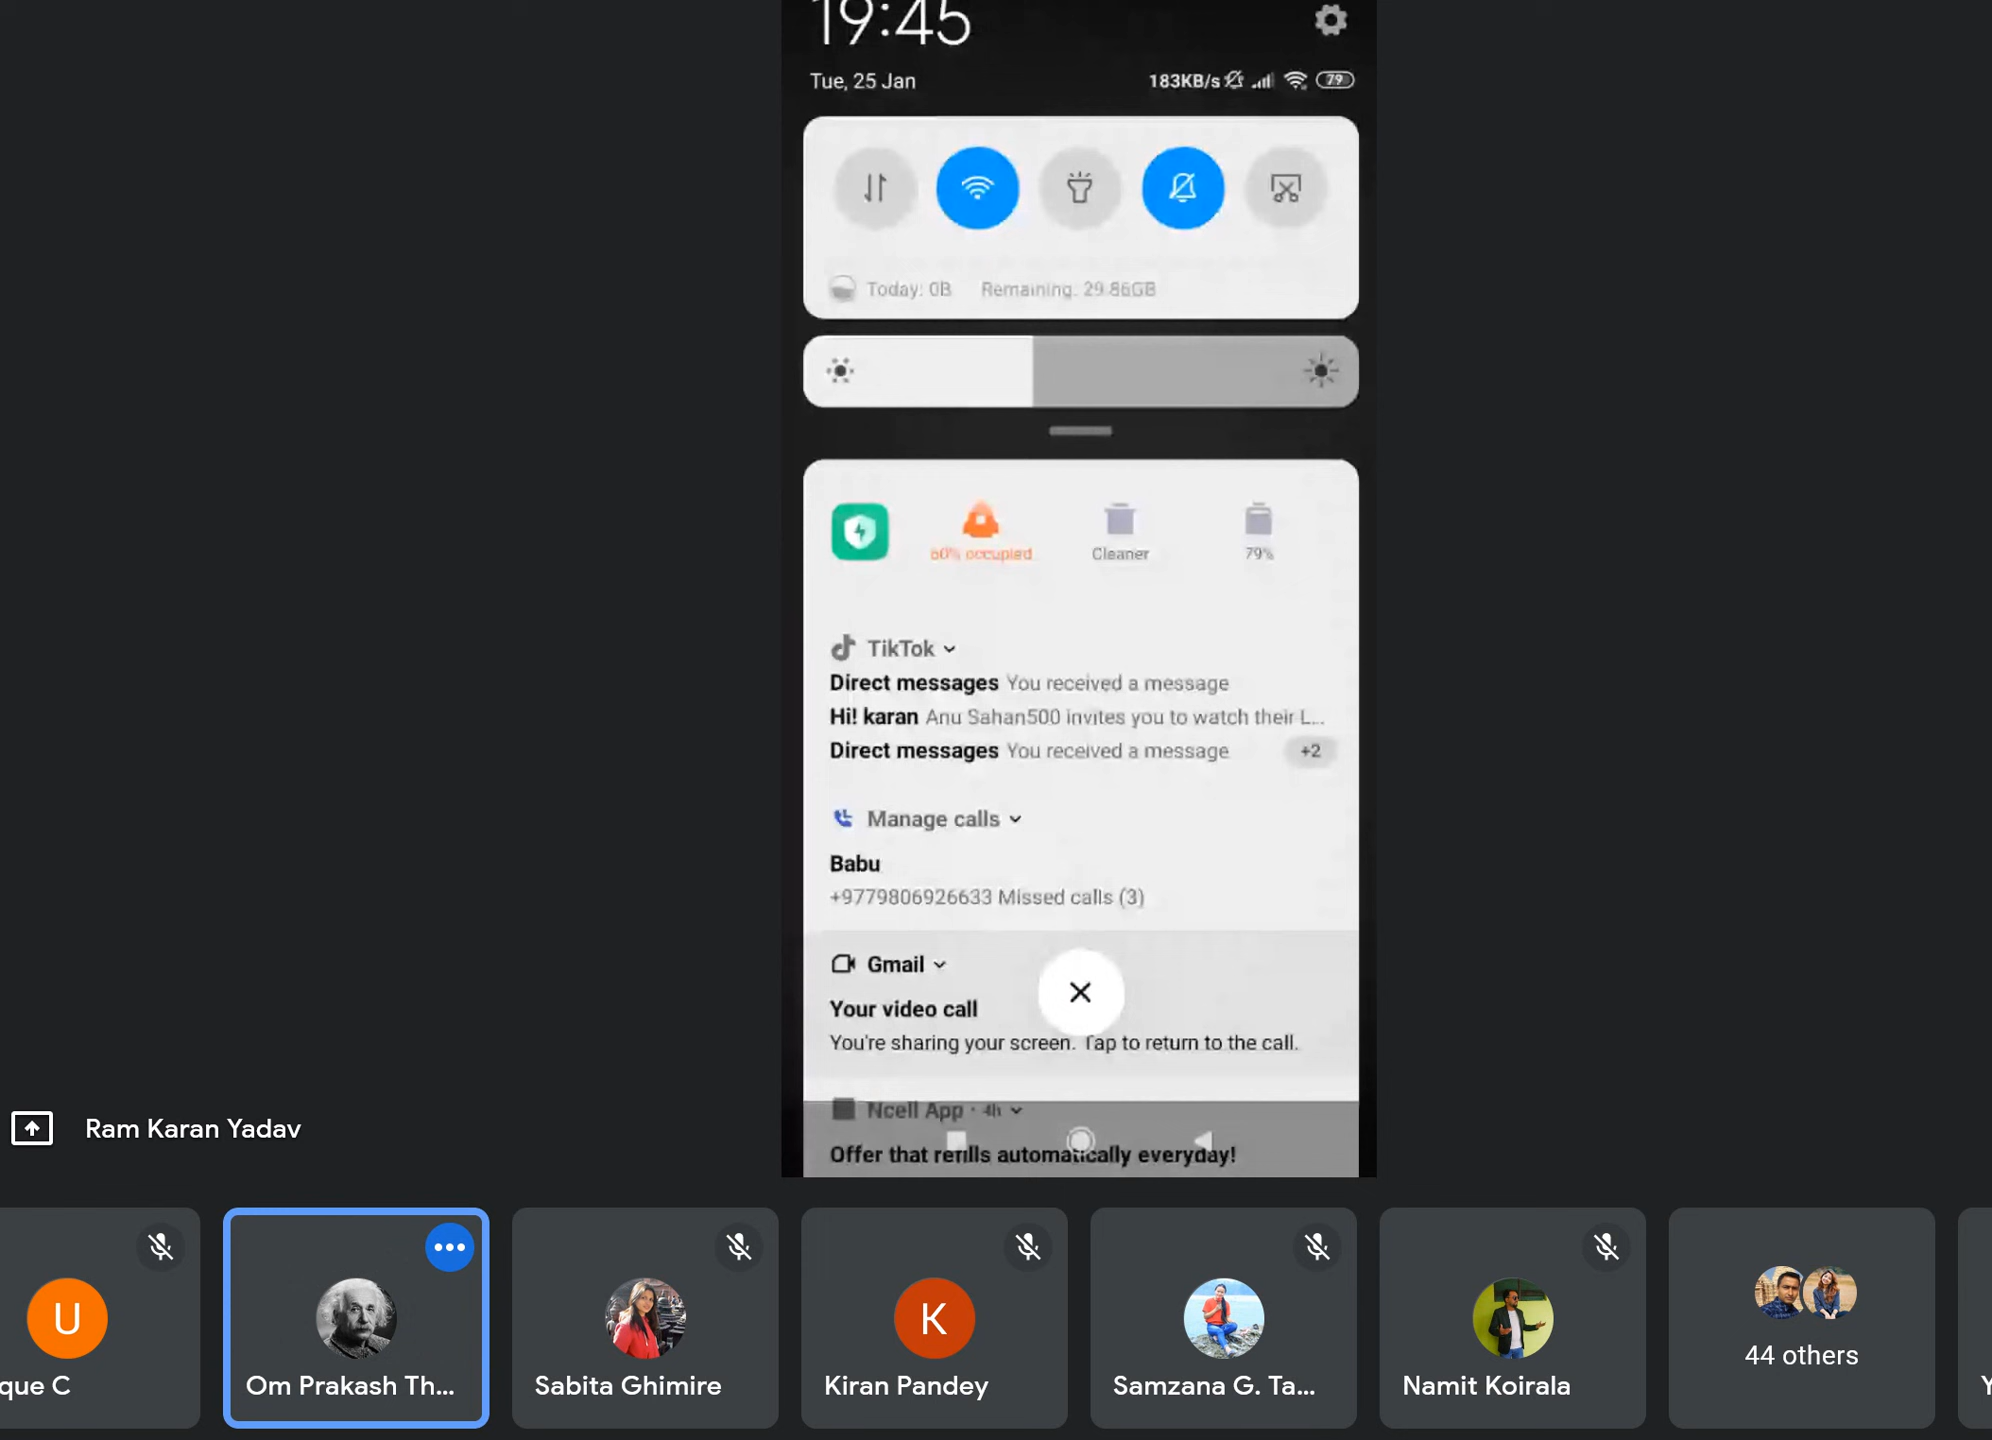 19:45
Tue, 25 Jan
183KB/s
79
Today: 0B Remaining: 29.86GB
60% occupied
Cleaner
79%
TikTok
Direct messages You received a message
Hi! karan Anu Sahan500 invites you to watch their L...
Direct messages You received a message +2
Manage calls
Babu
+9779806926633 Missed calls (3)
Gmail
Your video call
You're sharing your screen. Tap to return to the call.
Ncell App · 4h
Offer that refills automatically everyday!
Ram Karan Yadav
U
que C
Om Prakash Th...
Sabita Ghimire
K
Kiran Pandey
Samzana G. Ta...
Namit Koirala
44 others
Y